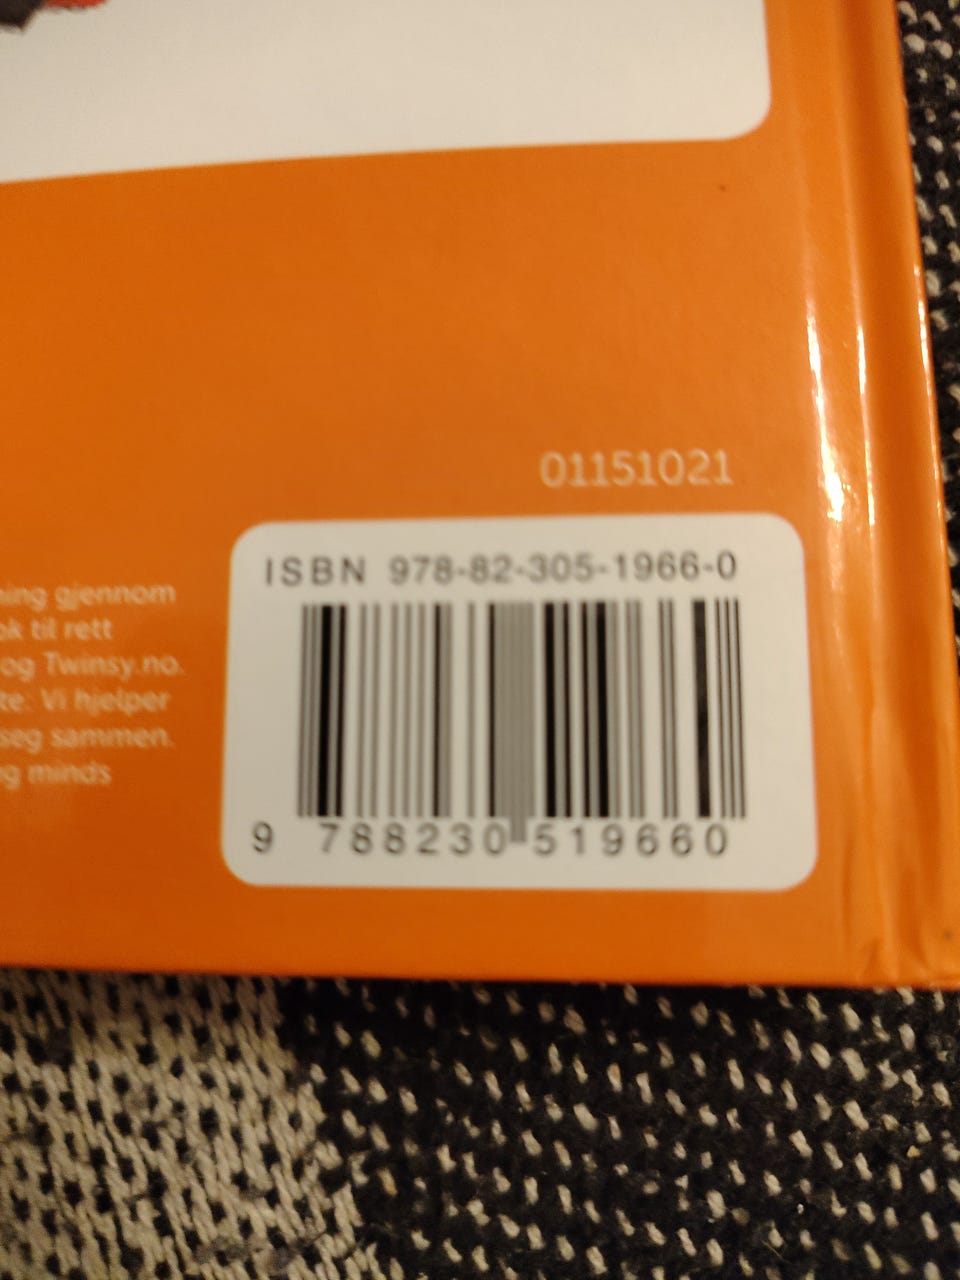 01151021
ISBN 978-82-305-1966-0
9 788230 519660
gjennom
til rett
og Twinsy.no.
Vi hjelper
seg sammen.
minds